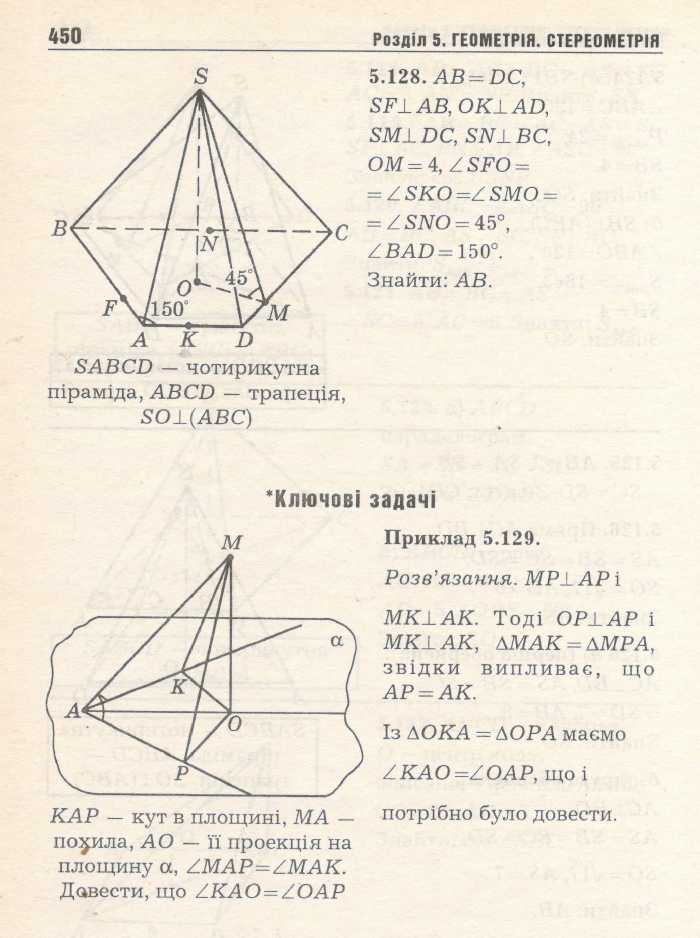 450
Розділ 5. ГЕОМЕТРІЯ. СТЕРЕОМЕТРІЯ
S
B
C
N
O
45°
F
150°
M
A
K
D
SABCD — чотирикутна
піраміда, ABCD — трапеція,
SO⊥(ABC)
5.128. AB=DC,
SF⊥AB, OK⊥AD,
SM⊥DC, SN⊥BC,
OM=4, ∠SFO=
=∠SKO=∠SMO=
=∠SNO=45°,
∠BAD=150°.
Знайти: AB.
*Ключові задачі
M
α
K
A
O
P
KAP — кут в площині, MA —
похила, AO — її проекція на
площину α, ∠MAP=∠MAK.
Довести, що ∠KAO=∠OAP
Приклад 5.129.
Розв'язання. MP⊥AP і
MK⊥AK. Тоді OP⊥AP і
MK⊥AK, ΔMAK=ΔMPA,
звідки випливає, що
AP=AK.
Із ΔOKA=ΔOPA маємо
∠KAO=∠OAP, що і
потрібно було довести.